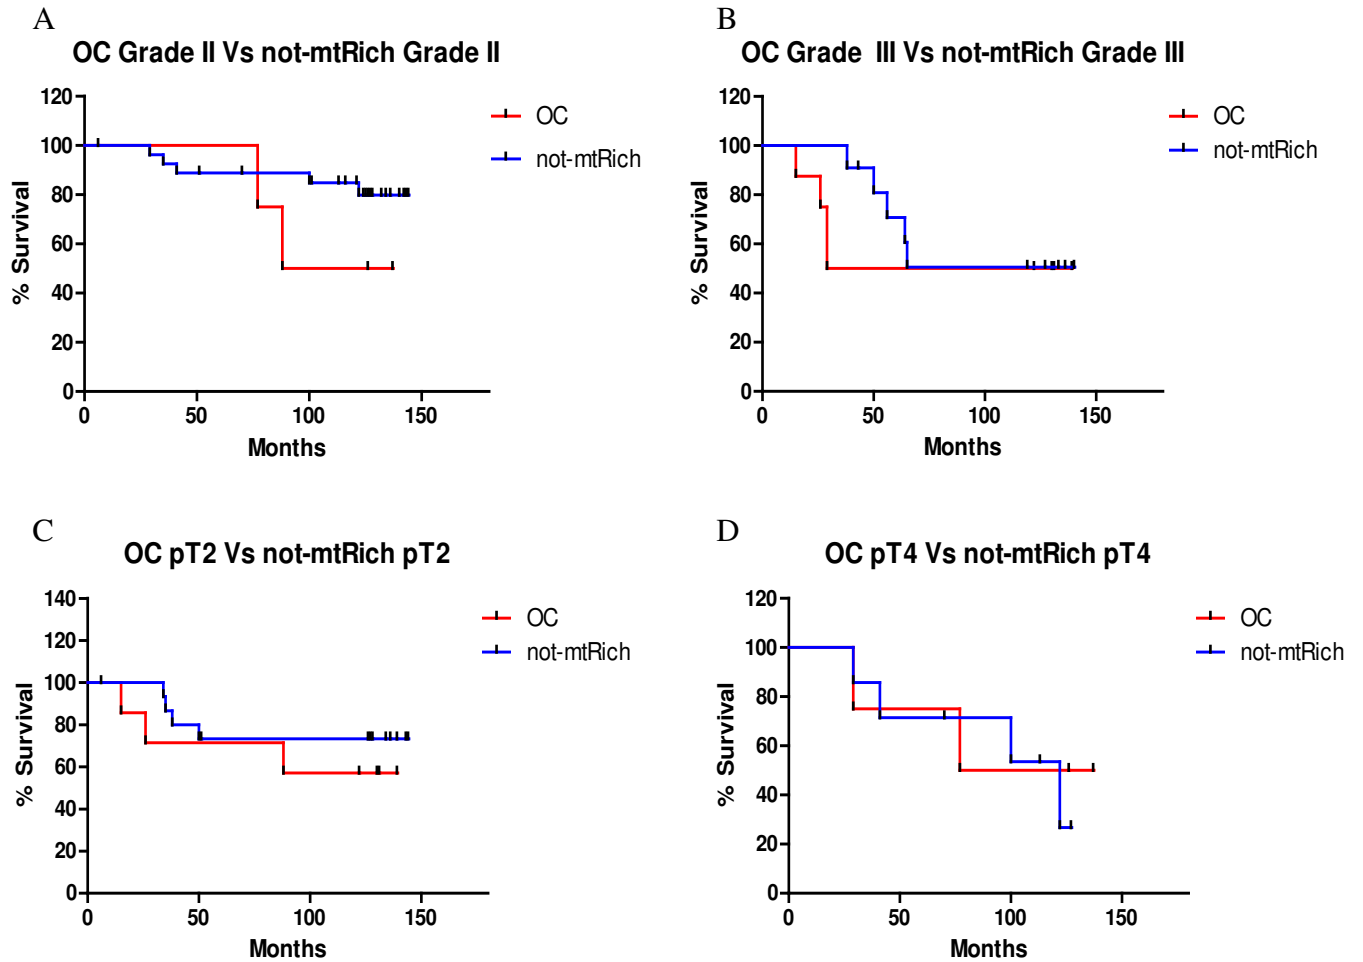 A
OC Grade II Vs not-mtRich Grade II
120
100
80
60
40
20
0
% Survival
0 50 100 150
Months
OC
not-mtRich
B
OC Grade III Vs not-mtRich Grade III
120
100
80
60
40
20
0
% Survival
0 50 100 150
Months
OC
not-mtRich
C
OC pT2 Vs not-mtRich pT2
140
120
100
80
60
40
20
0
% Survival
0 50 100 150
Months
OC
not-mtRich
D
OC pT4 Vs not-mtRich pT4
120
100
80
60
40
20
0
% Survival
0 50 100 150
Months
OC
not-mtRich